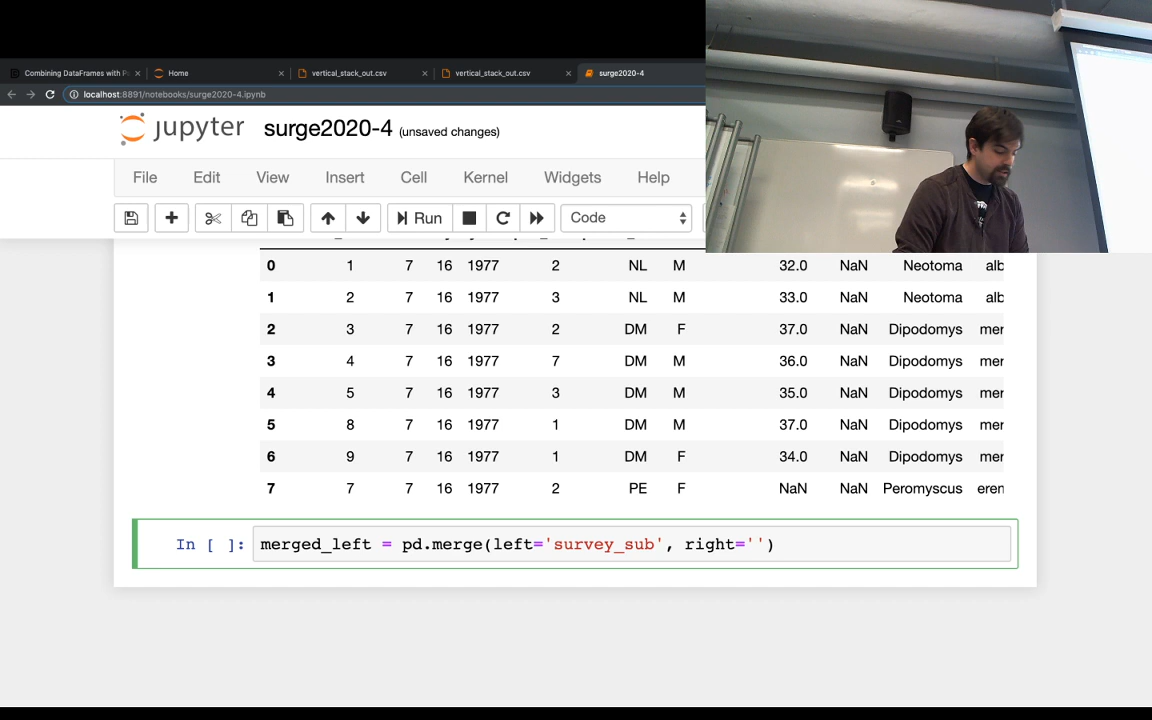 Combining DataFrames with P
Home
vertical_stack_out.csv
vertical_stack_out.csv
surge2020-4
localhost:8891/notebooks/surge2020-4.ipynb
jupyter surge2020-4 (unsaved changes)
File Edit View Insert Cell Kernel Widgets Help
Run Code
0 1 7 16 1977 2 NL M 32.0 NaN Neotoma alb
1 2 7 16 1977 3 NL M 33.0 NaN Neotoma alb
2 3 7 16 1977 2 DM F 37.0 NaN Dipodomys mer
3 4 7 16 1977 7 DM M 36.0 NaN Dipodomys mer
4 5 7 16 1977 3 DM M 35.0 NaN Dipodomys mer
5 8 7 16 1977 1 DM M 37.0 NaN Dipodomys mer
6 9 7 16 1977 1 DM F 34.0 NaN Dipodomys mer
7 7 7 16 1977 2 PE F NaN NaN Peromyscus eren
In [ ]: merged_left = pd.merge(left='survey_sub', right='')